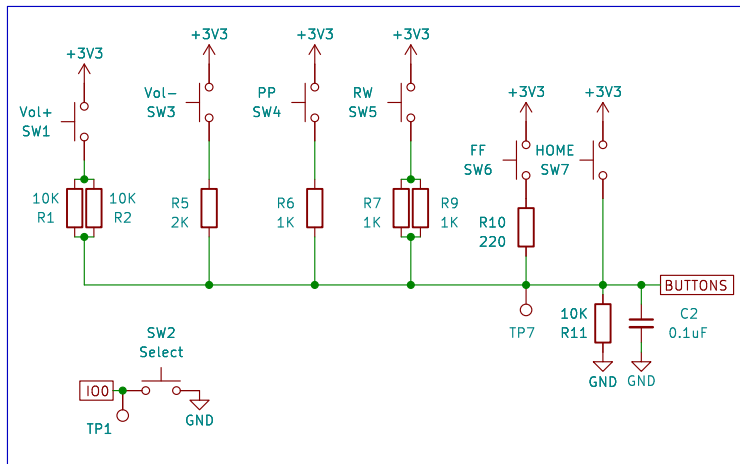 +3V3
+3V3
+3V3
+3V3
Vol+
SW1
Vol-
SW3
PP
SW4
RW
SW5
+3V3
+3V3
FF
SW6
HOME
SW7
10K
R1
10K
R2
R5
2K
R6
1K
R7
1K
R9
1K
R10
220
BUTTONS
TP7
10K
R11
C2
0.1uF
GND
GND
SW2
Select
IO0
TP1
GND